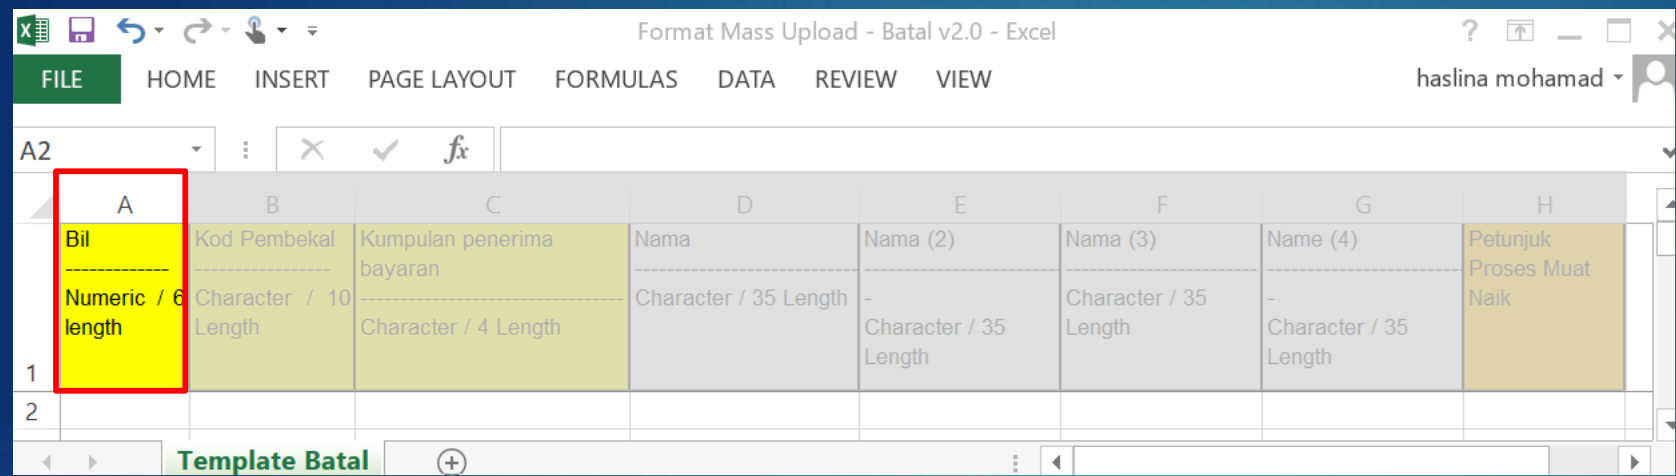 Format Mass Upload - Batal v2.0 - Excel
?
FILE HOME INSERT PAGE LAYOUT FORMULAS DATA REVIEW VIEW haslina mohamad
A2 fx
A B C D E F G H
1
Bil
-------------
Numeric / 6
length
Kod Pembekal
-----------------
Character / 10
Length
Kumpulan penerima
bayaran
---------------------------------
Character / 4 Length
Nama
----------------------------
Character / 35 Length
Nama (2)
-------------------------
-
Character / 35
Length
Nama (3)
------------------------
Character / 35
Length
Name (4)
-------------------------
-
Character / 35
Length
Petunjuk
Proses Muat
Naik
2
Template Batal